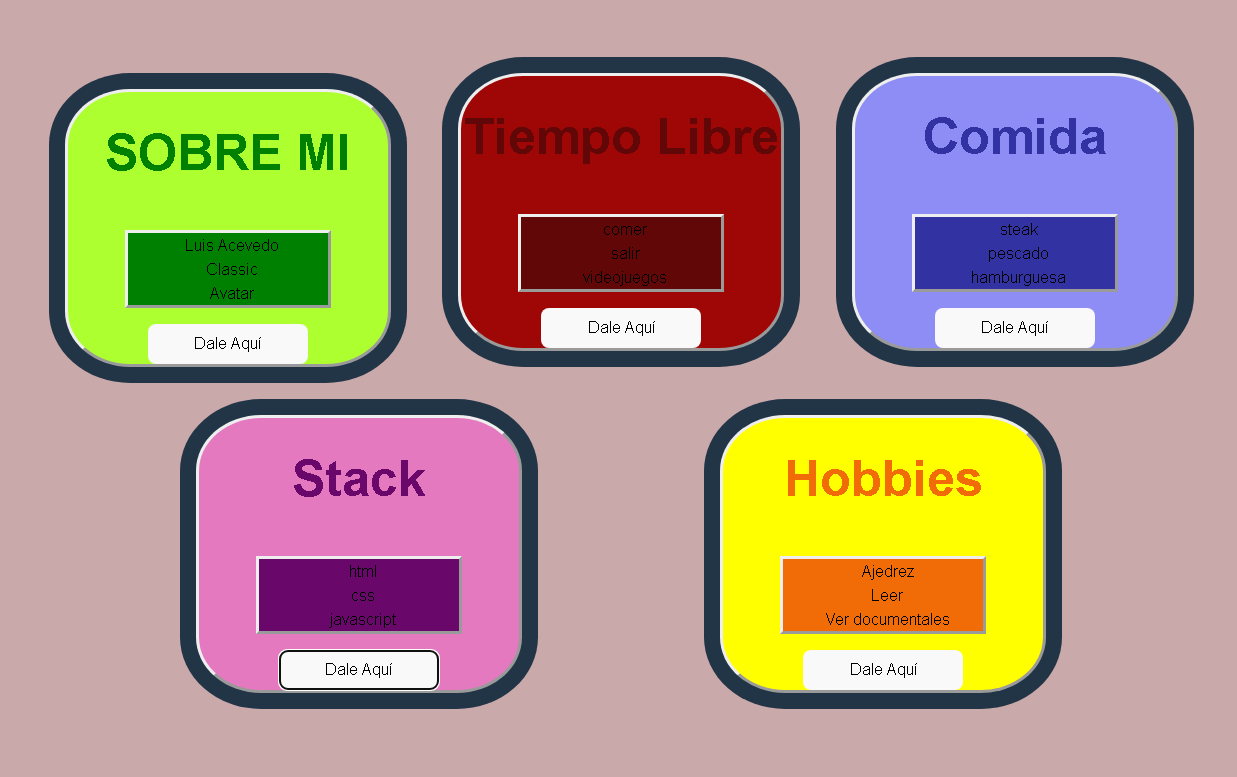 SOBRE MI
Luis Acevedo
Classic
Avatar
Dale Aquí
Tiempo Libre
comer
salir
videojuegos
Dale Aquí
Comida
steak
pescado
hamburguesa
Dale Aquí
Stack
html
css
javascript
Dale Aquí
Hobbies
Ajedrez
Leer
Ver documentales
Dale Aquí